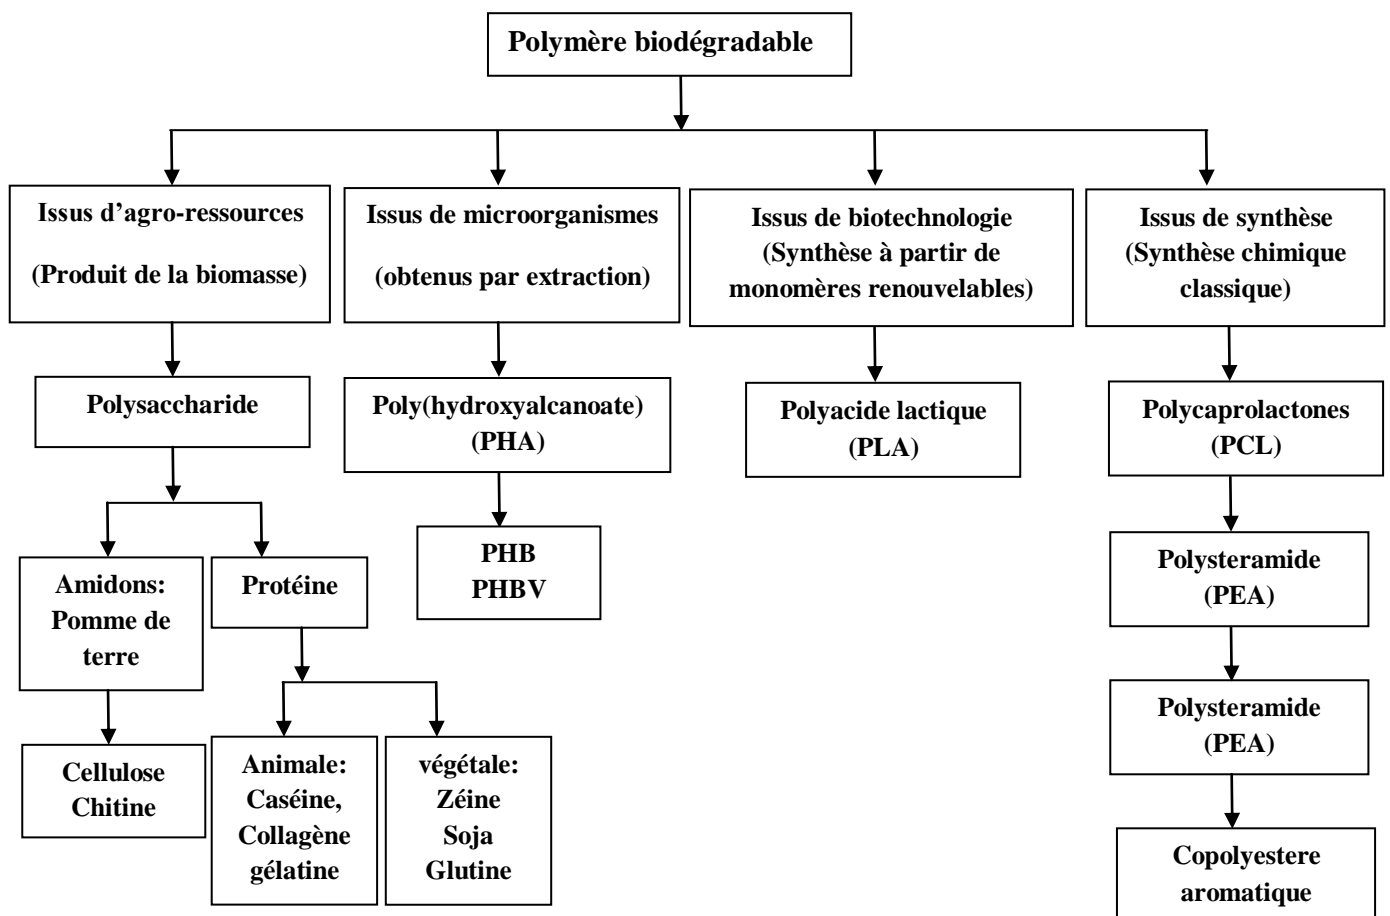 Polymère biodégradable
Issus d'agro-ressources
(Produit de la biomasse)
Issus de microorganismes
(obtenus par extraction)
Issus de biotechnologie
(Synthèse à partir de
monomères renouvelables)
Issus de synthèse
(Synthèse chimique
classique)
Polysaccharide
Poly(hydroxyalcanoate)
(PHA)
Polyacide lactique
(PLA)
Polycaprolactones
(PCL)
Amidons:
Pomme de
terre
Protéine
PHB
PHBV
Polysteramide
(PEA)
Polysteramide
(PEA)
Cellulose
Chitine
Animale:
Caséine,
Collagène
gélatine
végétale:
Zéine
Soja
Glutine
Copolyestere
aromatique